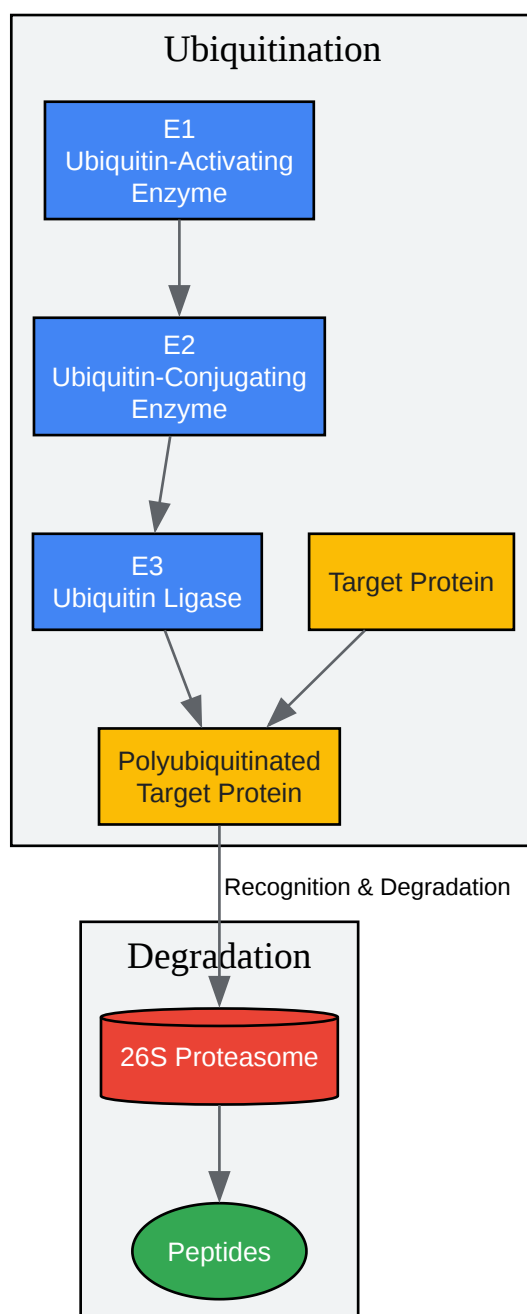 Ubiquitination
E1
Ubiquitin-Activating
Enzyme
E2
Ubiquitin-Conjugating
Enzyme
E3
Ubiquitin Ligase
Target Protein
Polyubiquitinated
Target Protein
Recognition & Degradation
Degradation
26S Proteasome
Peptides